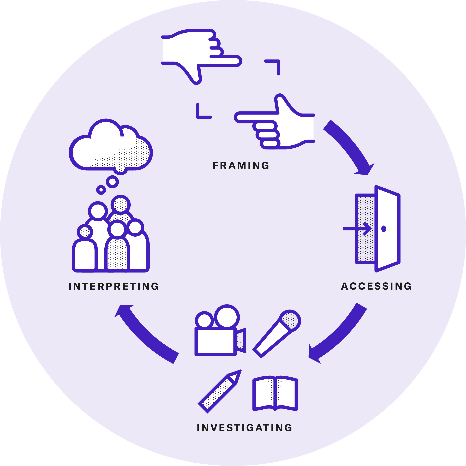 FRAMING
ACCESSING
INTERPRETING
INVESTIGATING